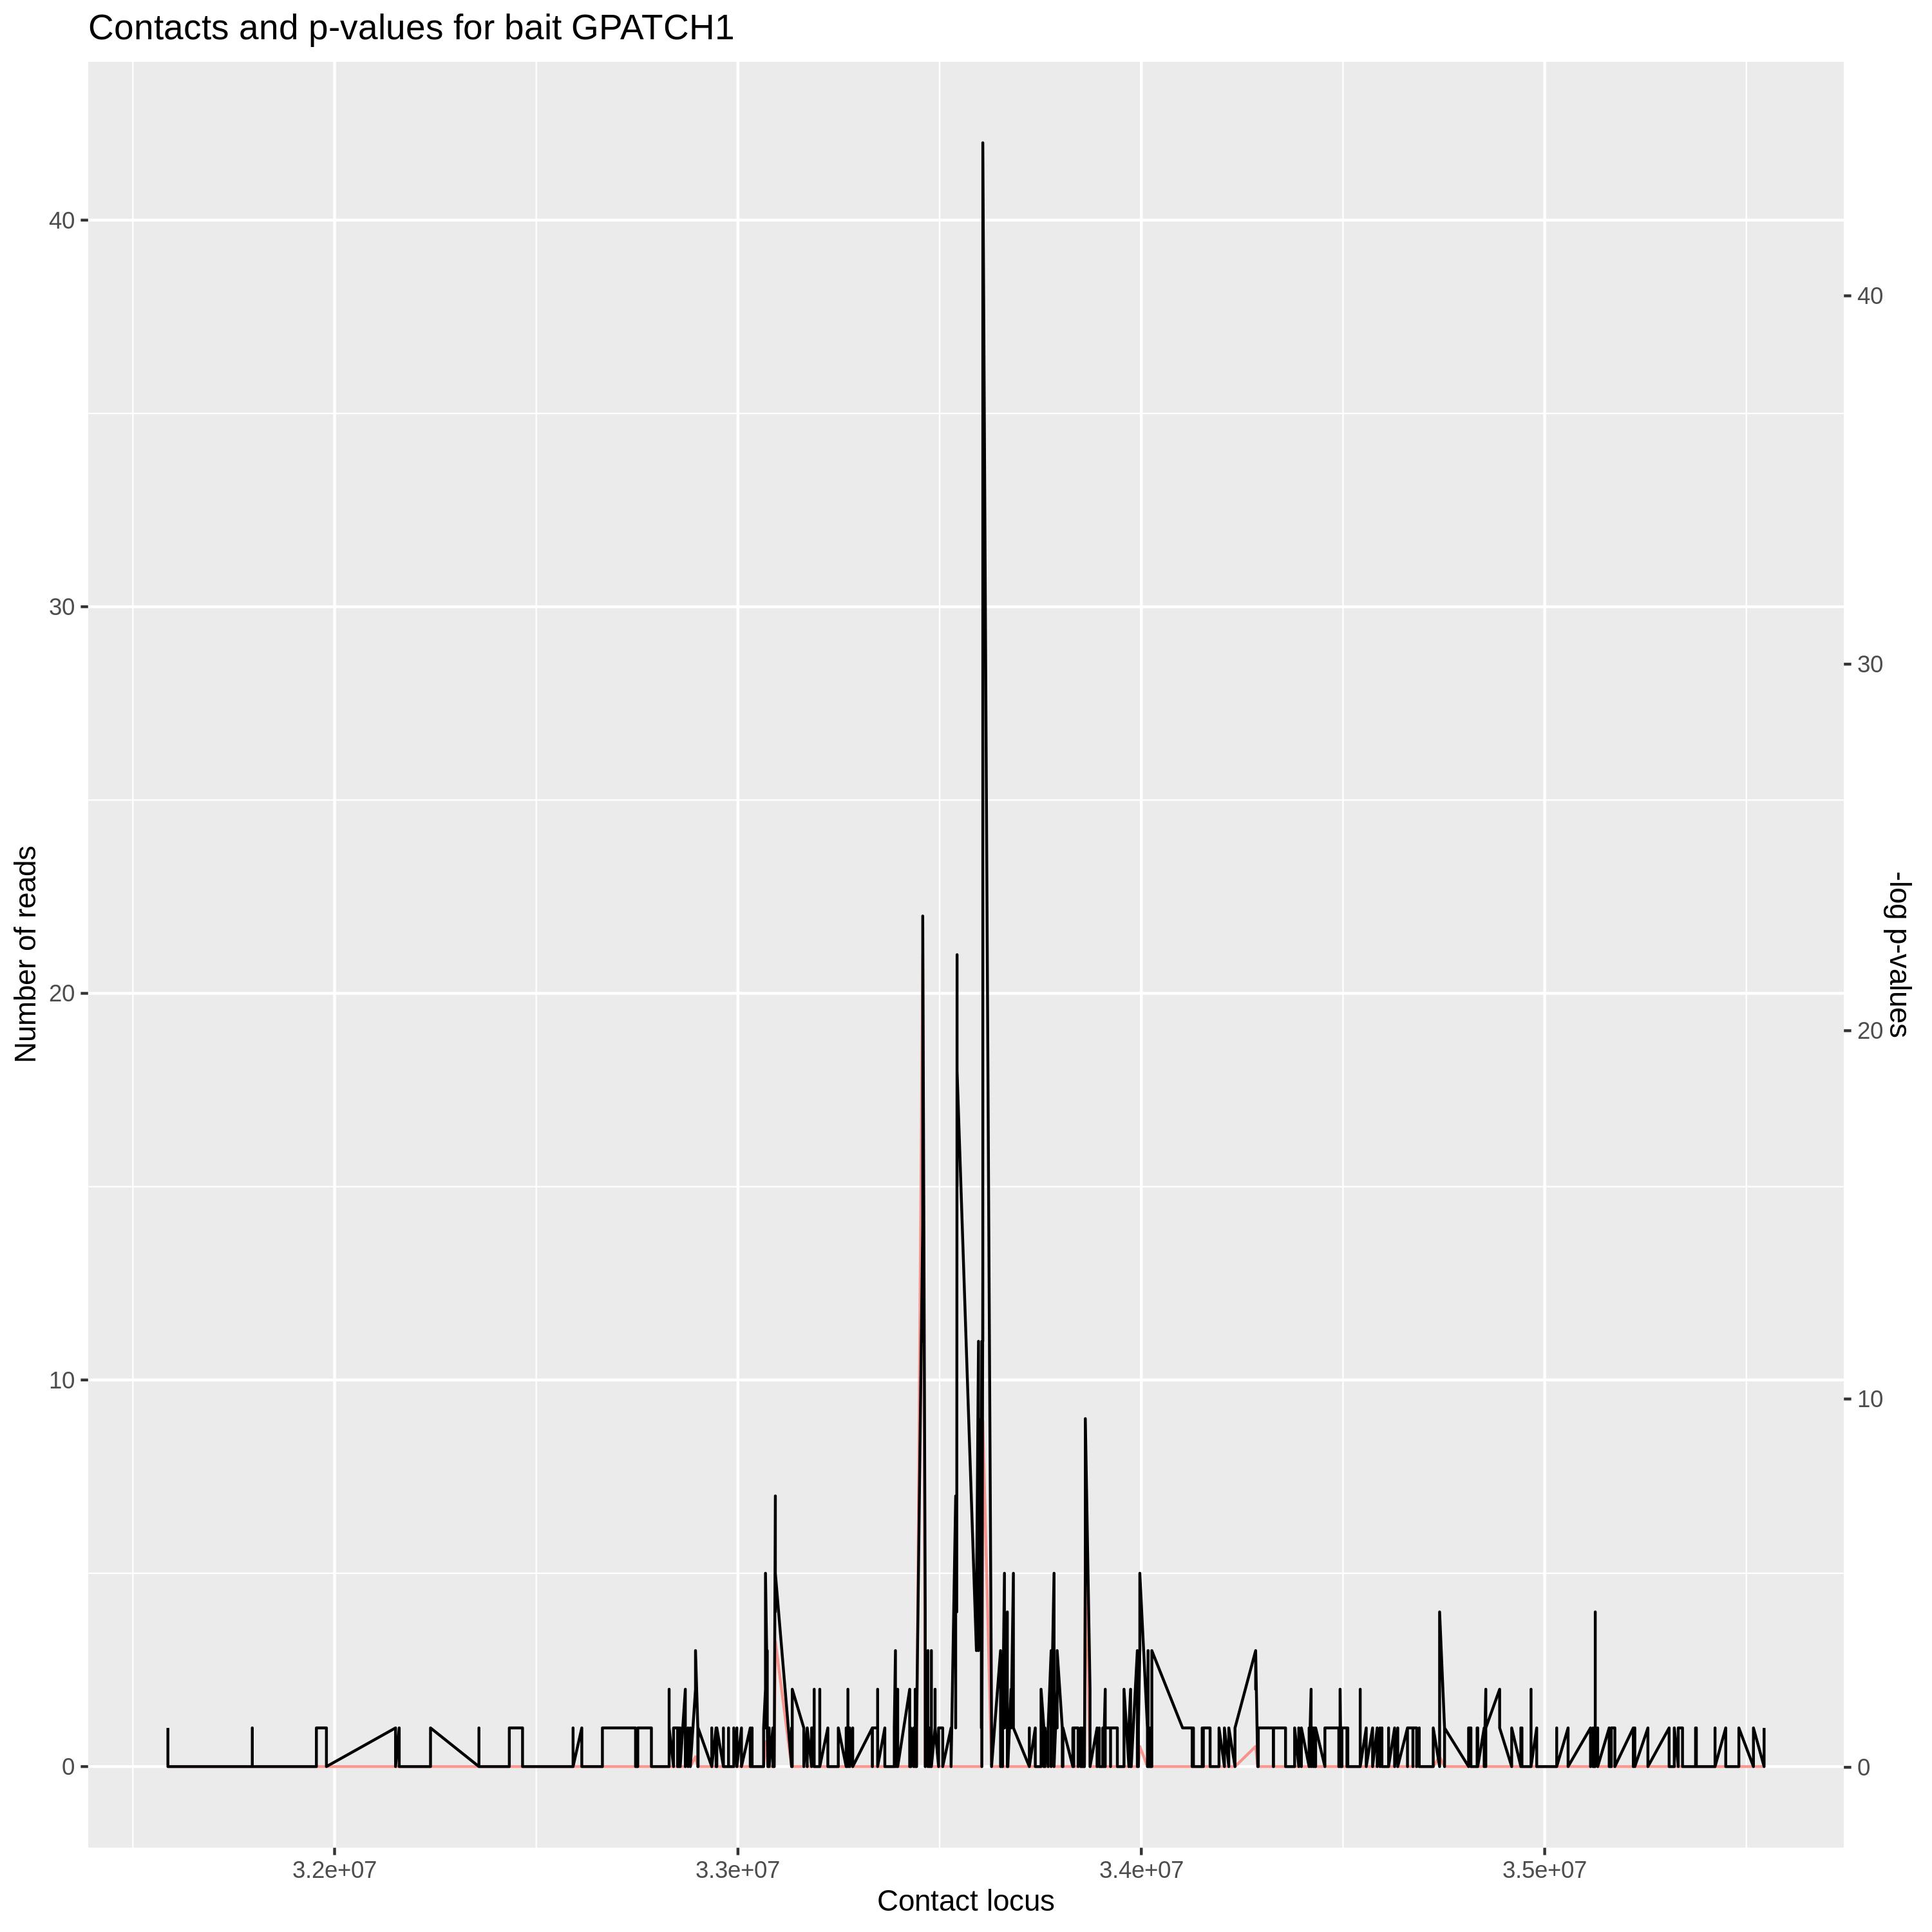 Contacts and p-values for bait GPATCH1
Number of reads
40
30
20
10
0
40
30
20
10
0
-log p-values
3.2e+07 3.3e+07 3.4e+07 3.5e+07
Contact locus